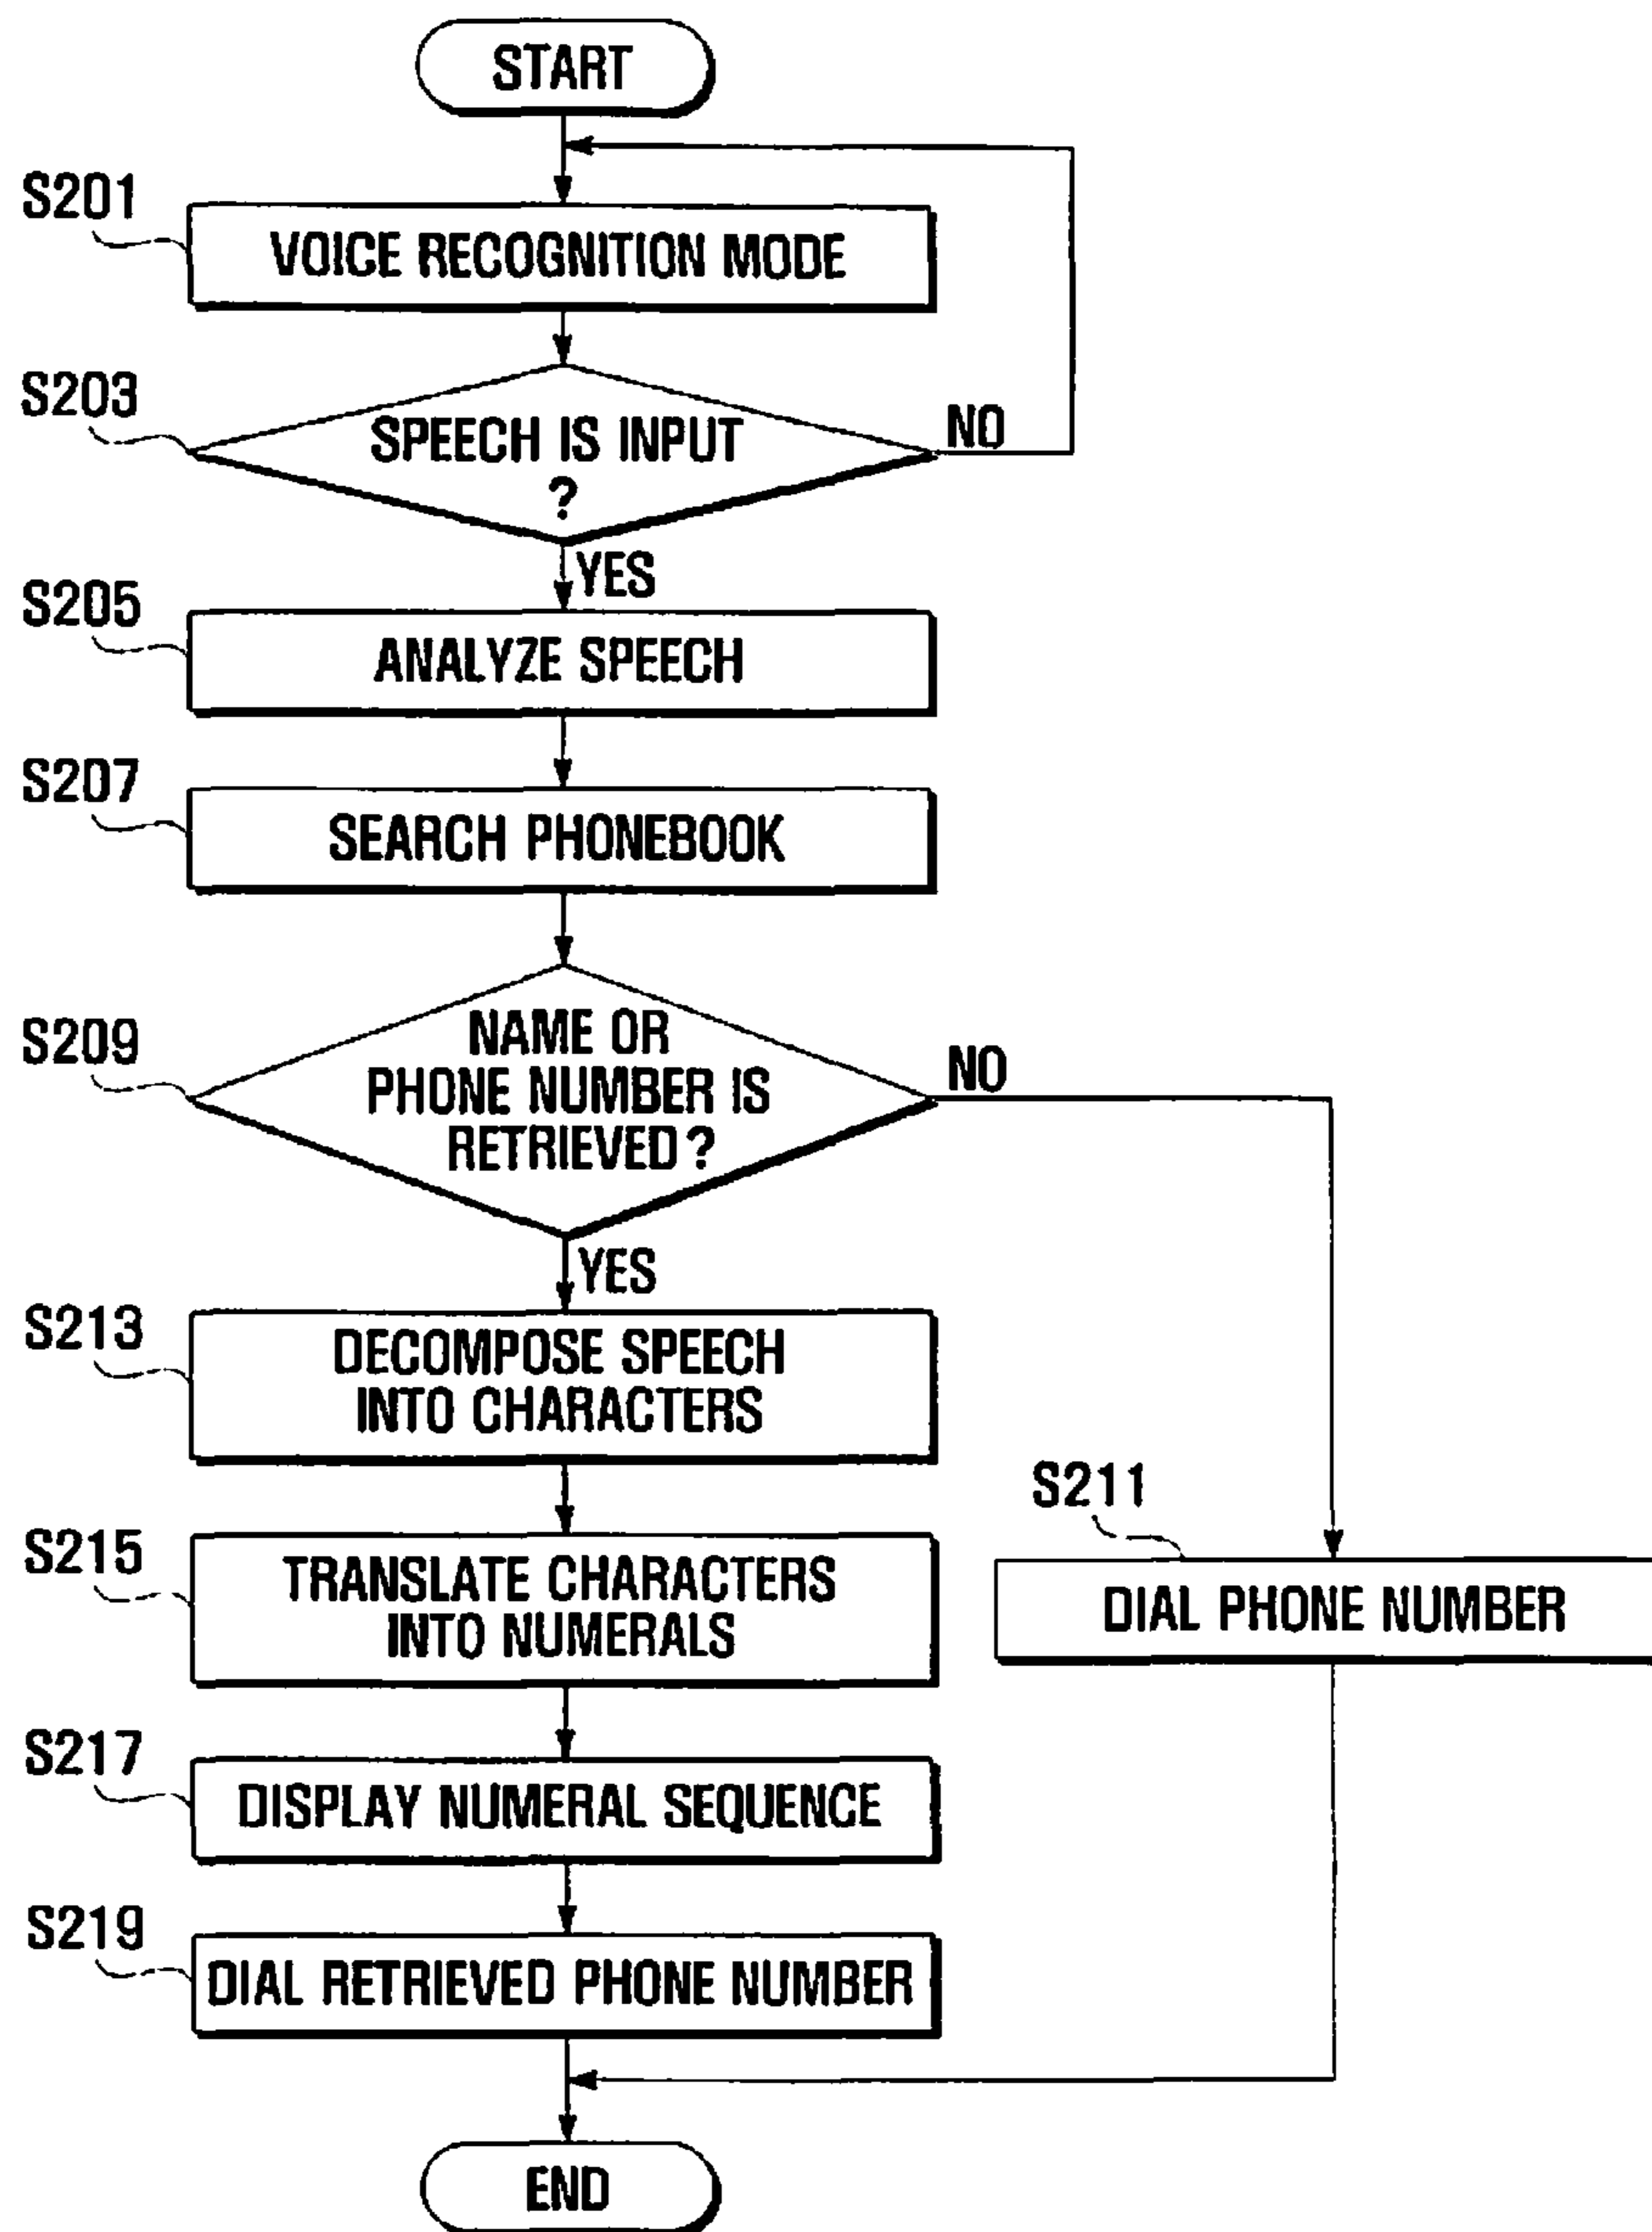 START
S201
VOICE RECOGNITION MODE
S203
SPEECH IS INPUT
?
NO
YES
S205
ANALYZE SPEECH
S207
SEARCH PHONEBOOK
S209
NAME OR
PHONE NUMBER IS
RETRIEVED?
NO
YES
S213
DECOMPOSE SPEECH
INTO CHARACTERS
S211
DIAL PHONE NUMBER
S215
TRANSLATE CHARACTERS
INTO NUMERALS
S217
DISPLAY NUMERAL SEQUENCE
S219
DIAL RETRIEVED PHONE NUMBER
END